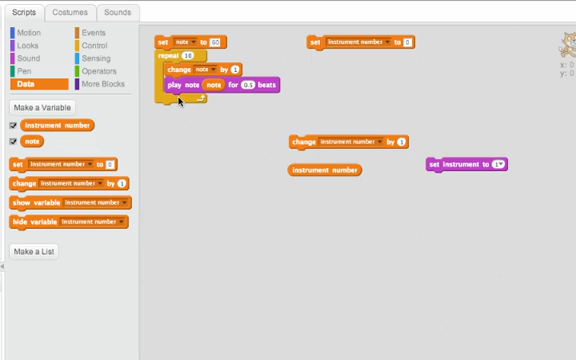 Scripts Costumes Sounds
Motion Events
Looks Control
Sound Sensing
Pen Operators
Data More Blocks
Make a Variable
instrument number
note
set instrument number to 0
change instrument number by 1
show variable instrument number
hide variable instrument number
Make a List
set note to 60
repeat 10
change note by 1
play note note for 0.5 beats
set instrument number to 0
change instrument number by 1
instrument number
set instrument to 1
x: 0
y: 0